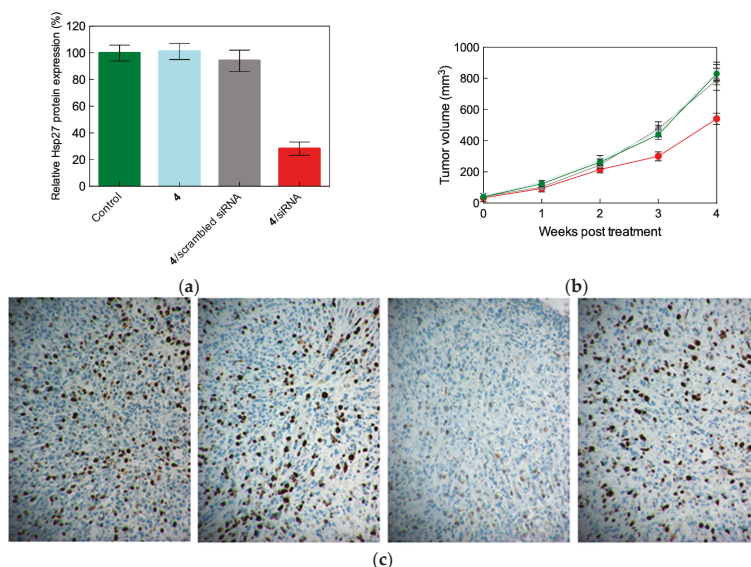 120
100
80
60
40
20
0
Relative Hsp27 protein expression (%)
Control
4
4/scrambled siRNA
4/siRNA
(a)
1000
800
600
400
200
0
Tumor volume (mm³)
0 1 2 3 4
Weeks post treatment
(b)
(c)